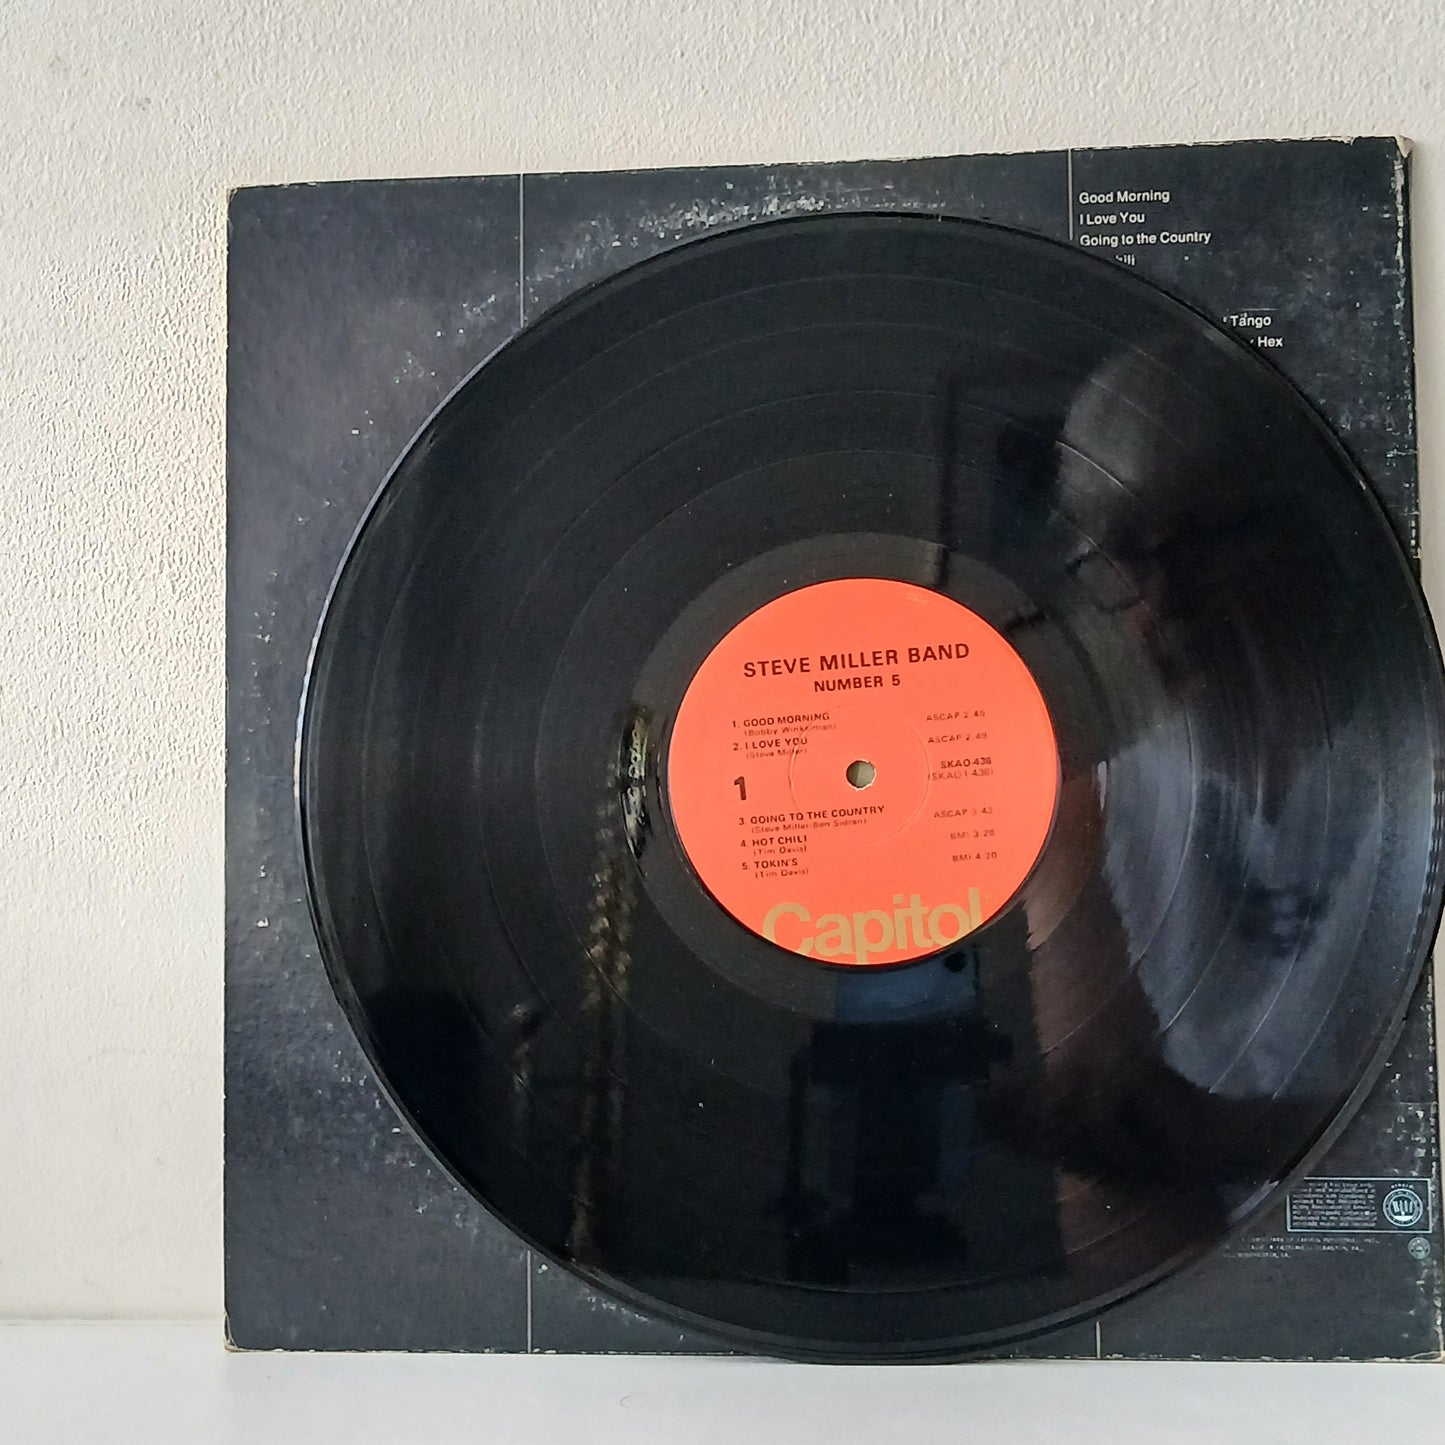 Good Morning
I Love You
Going to the Country
Tango
Hex
STEVE MILLER BAND
NUMBER 5
1. GOOD MORNING ASCAP 2:45
(Bobby Winkelman)
2. I LOVE YOU ASCAP 2:49
(Steve Miller)
SKAO-436
(SKAO1-436)
1
3. GOING TO THE COUNTRY ASCAP 3:43
(Steve Miller-Ben Sidran)
4. HOT CHILI BMI 3:28
(Tim Davis)
5. TOKIN'S BMI 4:20
(Tim Davis)
Capitol